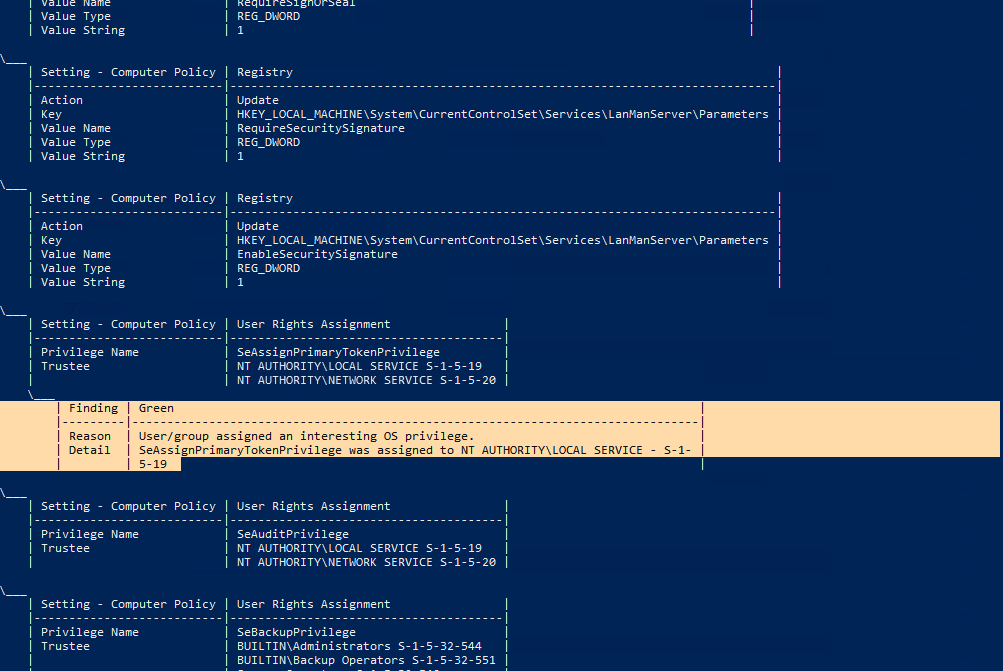 | Value Name | RequireSignOrSeal |
| Value Type | REG_DWORD |
| Value String | 1 |
\___
| Setting - Computer Policy | Registry |
|---------------------------|------------------------------------------------------------------------------|
| Action | Update |
| Key | HKEY_LOCAL_MACHINE\System\CurrentControlSet\Services\LanManServer\Parameters |
| Value Name | RequireSecuritySignature |
| Value Type | REG_DWORD |
| Value String | 1 |
\___
| Setting - Computer Policy | Registry |
|---------------------------|------------------------------------------------------------------------------|
| Action | Update |
| Key | HKEY_LOCAL_MACHINE\System\CurrentControlSet\Services\LanManServer\Parameters |
| Value Name | EnableSecuritySignature |
| Value Type | REG_DWORD |
| Value String | 1 |
\___
| Setting - Computer Policy | User Rights Assignment |
|---------------------------|---------------------------------------|
| Privilege Name | SeAssignPrimaryTokenPrivilege |
| Trustee | NT AUTHORITY\LOCAL SERVICE S-1-5-19 |
| | NT AUTHORITY\NETWORK SERVICE S-1-5-20 |
\___
| Finding | Green |
|---------|---------------------------------------------------------------------------------|
| Reason | User/group assigned an interesting OS privilege. |
| Detail | SeAssignPrimaryTokenPrivilege was assigned to NT AUTHORITY\LOCAL SERVICE - S-1- |
| | 5-19 |
\___
| Setting - Computer Policy | User Rights Assignment |
|---------------------------|---------------------------------------|
| Privilege Name | SeAuditPrivilege |
| Trustee | NT AUTHORITY\LOCAL SERVICE S-1-5-19 |
| | NT AUTHORITY\NETWORK SERVICE S-1-5-20 |
\___
| Setting - Computer Policy | User Rights Assignment |
|---------------------------|---------------------------------------|
| Privilege Name | SeBackupPrivilege |
| Trustee | BUILTIN\Administrators S-1-5-32-544 |
| | BUILTIN\Backup Operators S-1-5-32-551 |